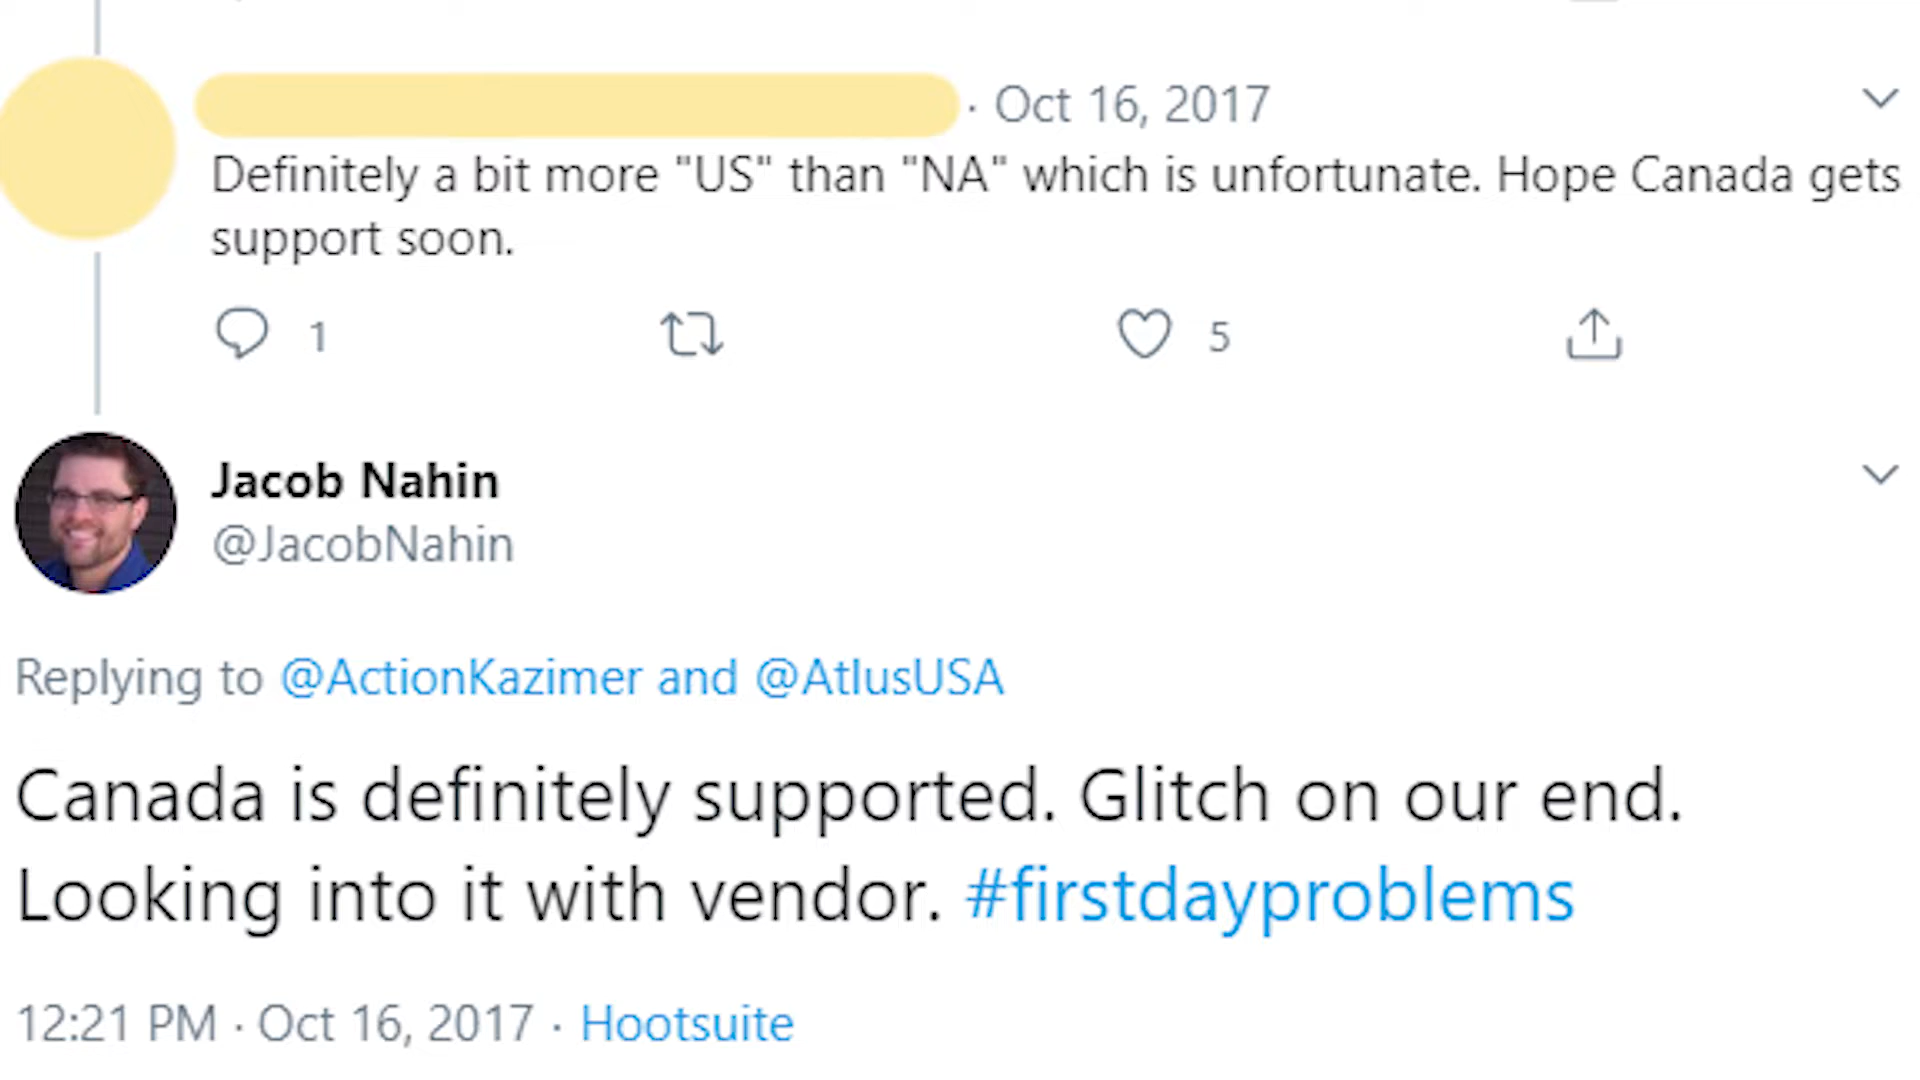 · Oct 16, 2017
Definitely a bit more "US" than "NA" which is unfortunate. Hope Canada gets
support soon.
1 5
Jacob Nahin
@JacobNahin
Replying to @ActionKazimer and @AtlusUSA
Canada is definitely supported. Glitch on our end.
Looking into it with vendor. #firstdayproblems
12:21 PM · Oct 16, 2017 · Hootsuite